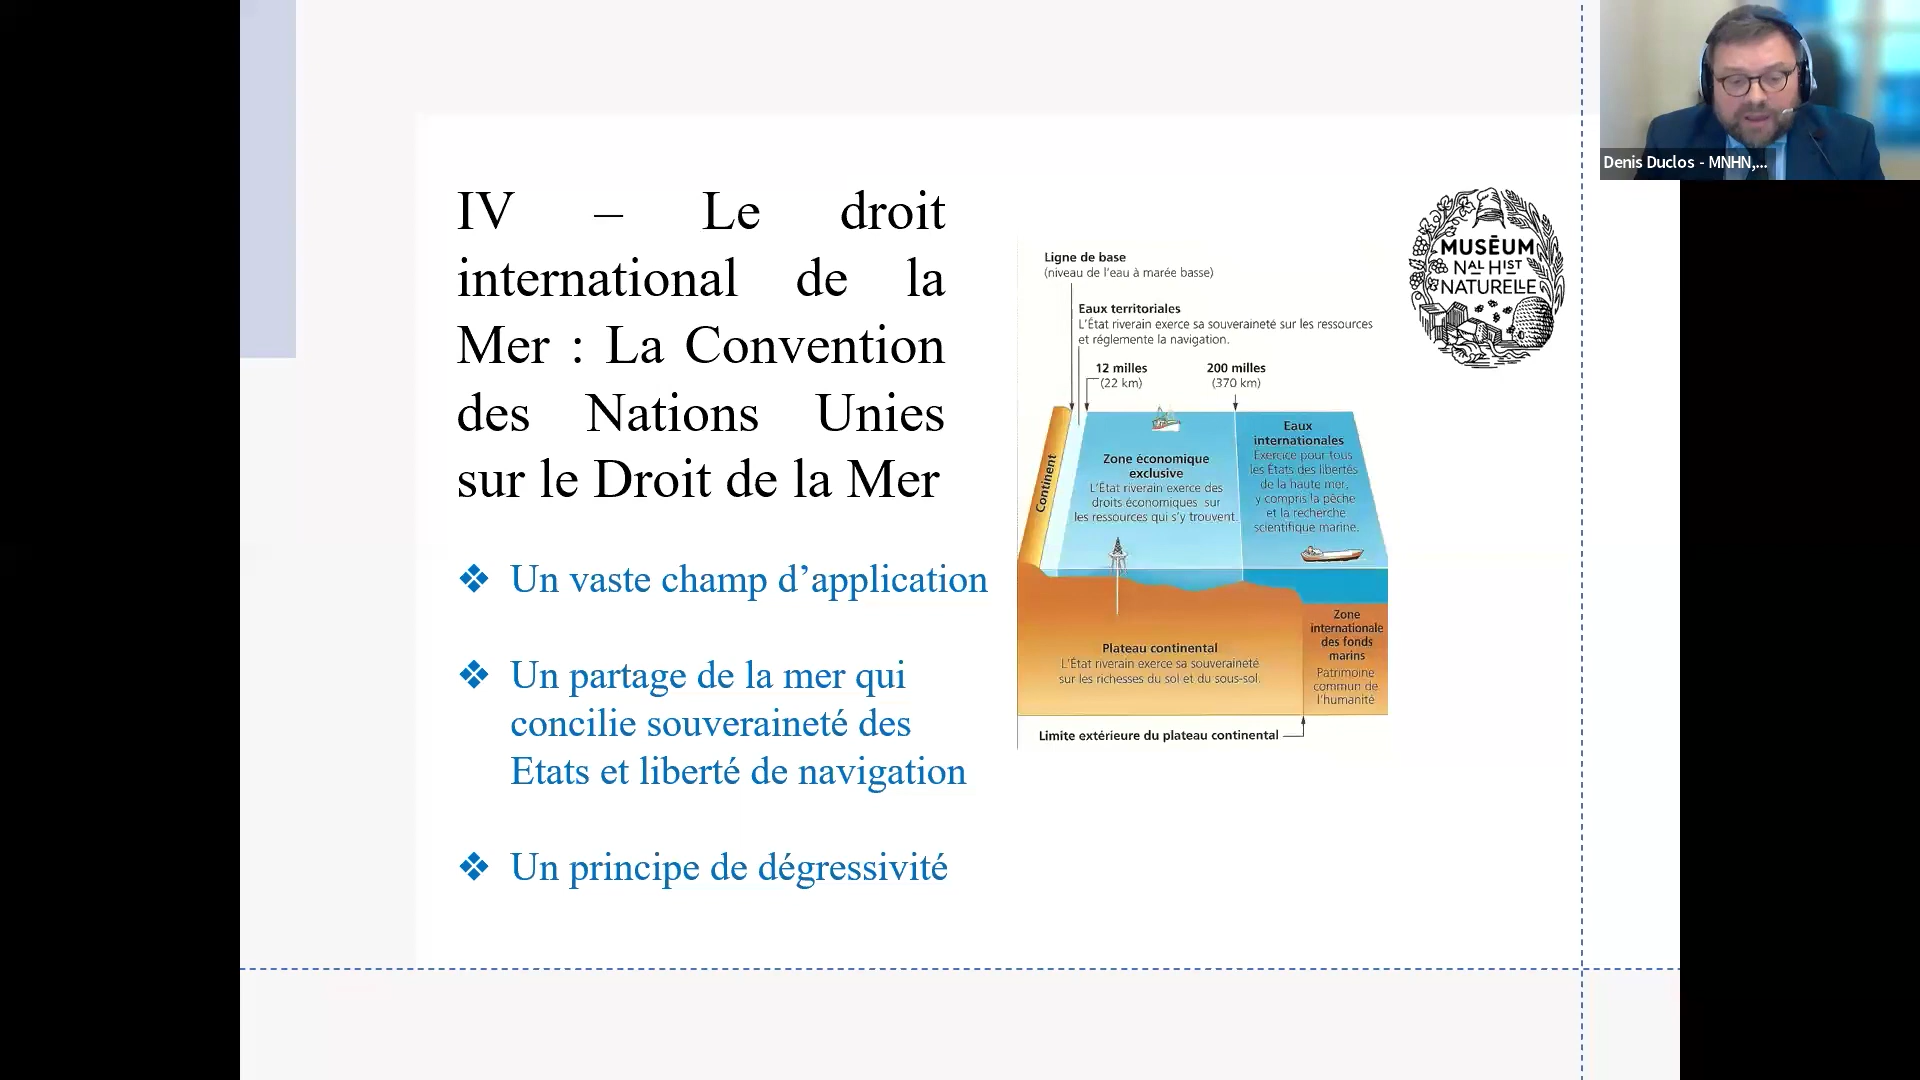 Denis Duclos - MNHN,...
IV – Le droit
international de la
Mer : La Convention
des Nations Unies
sur le Droit de la Mer
❖ Un vaste champ d’application
❖ Un partage de la mer qui
concilie souveraineté des
Etats et liberté de navigation
❖ Un principe de dégressivité
Ligne de base
(niveau de l'eau à marée basse)
Eaux territoriales
L'État riverain exerce sa souveraineté sur les ressources
et réglemente la navigation.
12 milles
(22 km)
200 milles
(370 km)
Continent
Zone économique
exclusive
L'État riverain exerce des
droits économiques sur
les ressources qui s'y trouvent.
Eaux
internationales
Exercice pour tous
les États des libertés
de la haute mer,
y compris la pêche
et la recherche
scientifique marine.
Plateau continental
L'État riverain exerce sa souveraineté
sur les richesses du sol et du sous-sol.
Zone
internationale
des fonds
marins
Patrimoine
commun de
l'humanité
Limite extérieure du plateau continental
MUSĒUM
NAL HIST
NATURELLE